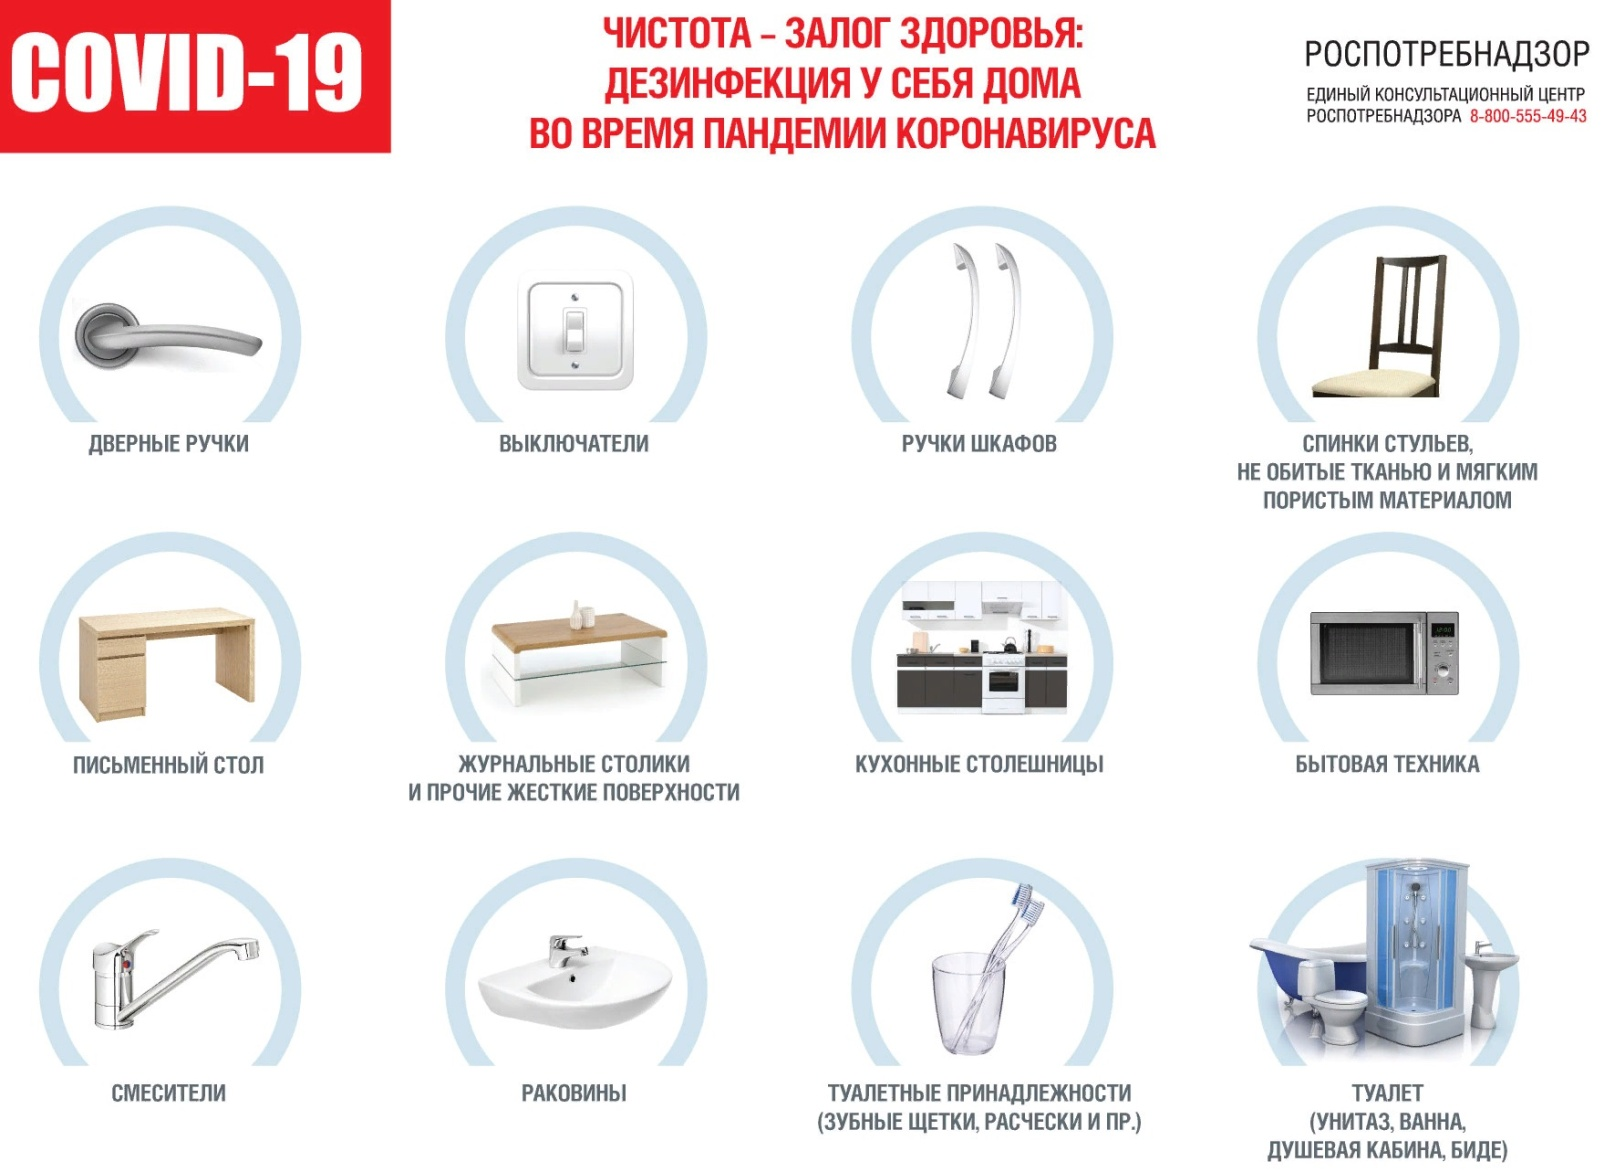 COVID-19
ЧИСТОТА – ЗАЛОГ ЗДОРОВЬЯ:
ДЕЗИНФЕКЦИЯ У СЕБЯ ДОМА
ВО ВРЕМЯ ПАНДЕМИИ КОРОНАВИРУСА
РОСПОТРЕБНАДЗОР
ЕДИНЫЙ КОНСУЛЬТАЦИОННЫЙ ЦЕНТР
РОСПОТРЕБНАДЗОРА 8-800-555-49-43
ДВЕРНЫЕ РУЧКИ
ВЫКЛЮЧАТЕЛИ
РУЧКИ ШКАФОВ
СПИНКИ СТУЛЬЕВ,
НЕ ОБИТЫЕ ТКАНЬЮ И МЯГКИМ
ПОРИСТЫМ МАТЕРИАЛОМ
ПИСЬМЕННЫЙ СТОЛ
ЖУРНАЛЬНЫЕ СТОЛИКИ
И ПРОЧИЕ ЖЕСТКИЕ ПОВЕРХНОСТИ
КУХОННЫЕ СТОЛЕШНИЦЫ
БЫТОВАЯ ТЕХНИКА
СМЕСИТЕЛИ
РАКОВИНЫ
ТУАЛЕТНЫЕ ПРИНАДЛЕЖНОСТИ
(ЗУБНЫЕ ЩЕТКИ, РАСЧЕСКИ И ПР.)
ТУАЛЕТ
(УНИТАЗ, ВАННА,
ДУШЕВАЯ КАБИНА, БИДЕ)